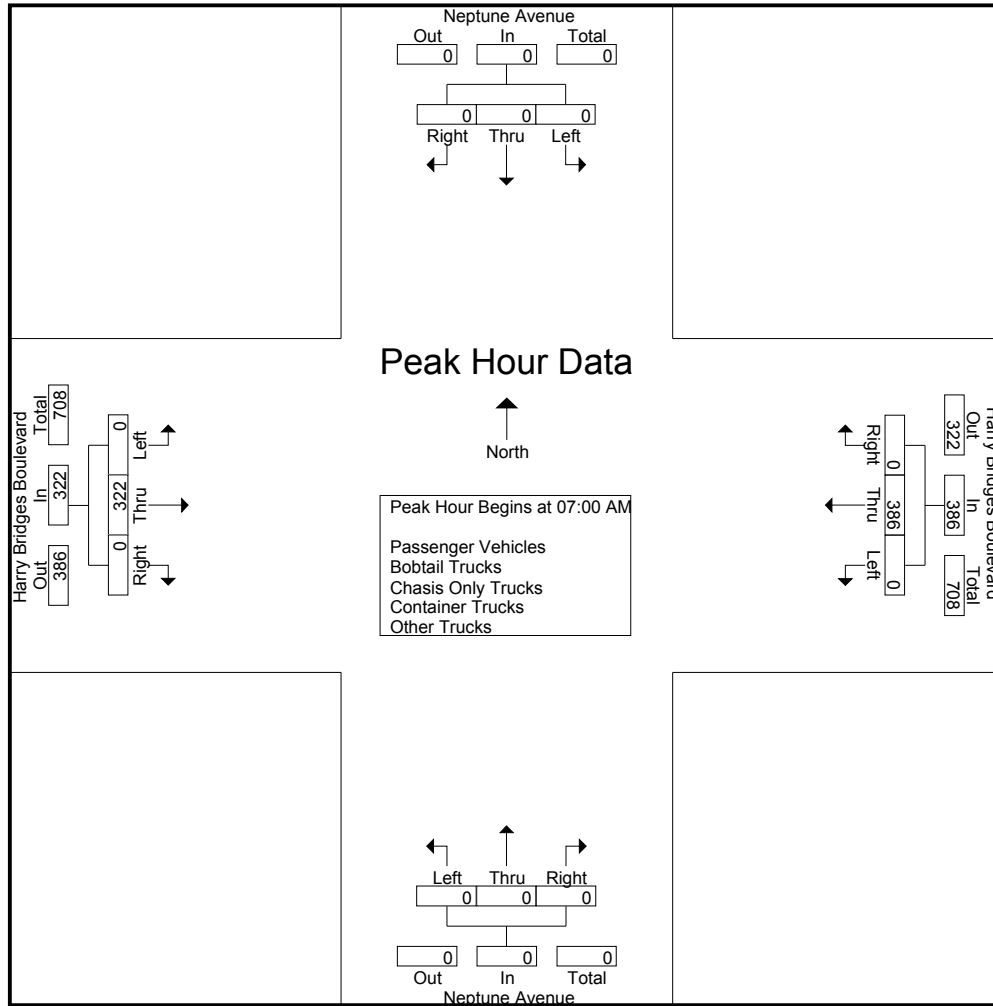 Neptune Avenue
Out In Total
0 0 0
0 0 0
Right Thru Left
Peak Hour Data
North
Peak Hour Begins at 07:00 AM
Passenger Vehicles
Bobtail Trucks
Chasis Only Trucks
Container Trucks
Other Trucks
Harry Bridges Boulevard
Out In Total
386 322 708
0 322 0
Right Thru Left
Harry Bridges Boulevard
Out In Total
322 386 708
0 386 0
Right Thru Left
Left Thru Right
0 0 0
0 0 0
Out In Total
Neptune Avenue